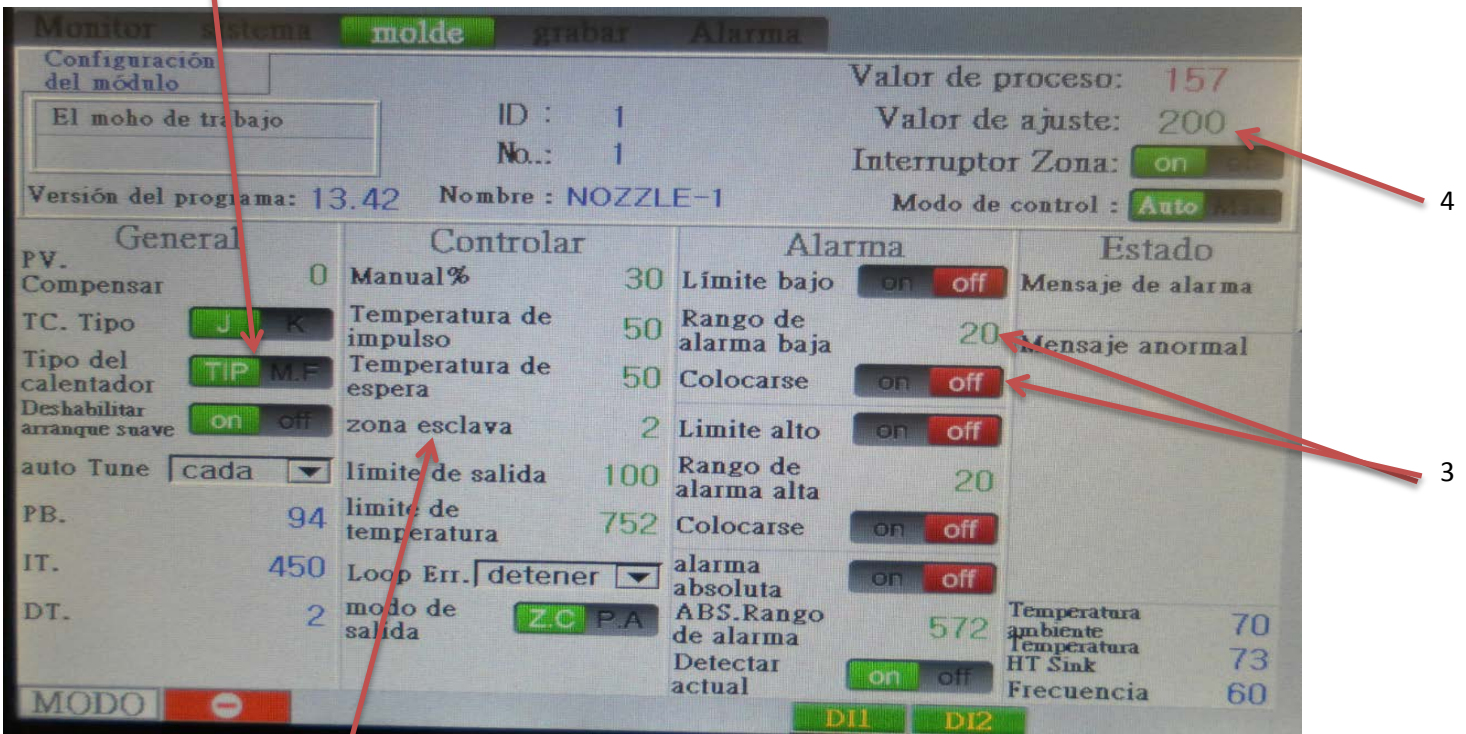 Monitor sistema molde grabar Alarma
Configuración
del módulo
El moho de trabajo
ID : 1
No..: 1
Versión del programa: 13.42 Nombre : NOZZLE-1
Valor de proceso: 157
Valor de ajuste: 200
Interruptor Zona: on
Modo de control : Auto Man
4
General
PV.
Compensar 0
TC. Tipo J K
Tipo del
calentador TIP M.F
Deshabilitar
arranque suave on off
auto Tune cada
PB. 94
IT. 450
DT. 2
Controlar
Manual% 30
Temperatura de
impulso 50
Temperatura de
espera 50
zona esclava 2
límite de salida 100
limite de
temperatura 752
Loop Err. detener
modo de
salida Z.C P.A
Alarma
Límite bajo on off
Rango de
alarma baja 20
Colocarse on off
Limite alto on off
Rango de
alarma alta 20
Colocarse on off
alarma
absoluta on off
ABS.Rango
de alarma 572
Detectar
actual on off
Estado
Mensaje de alarma
Mensaje anormal
Temperatura
ambiente 70
Temperatura
HT Sink 73
Frecuencia 60
3
MODO
DI1 DI2